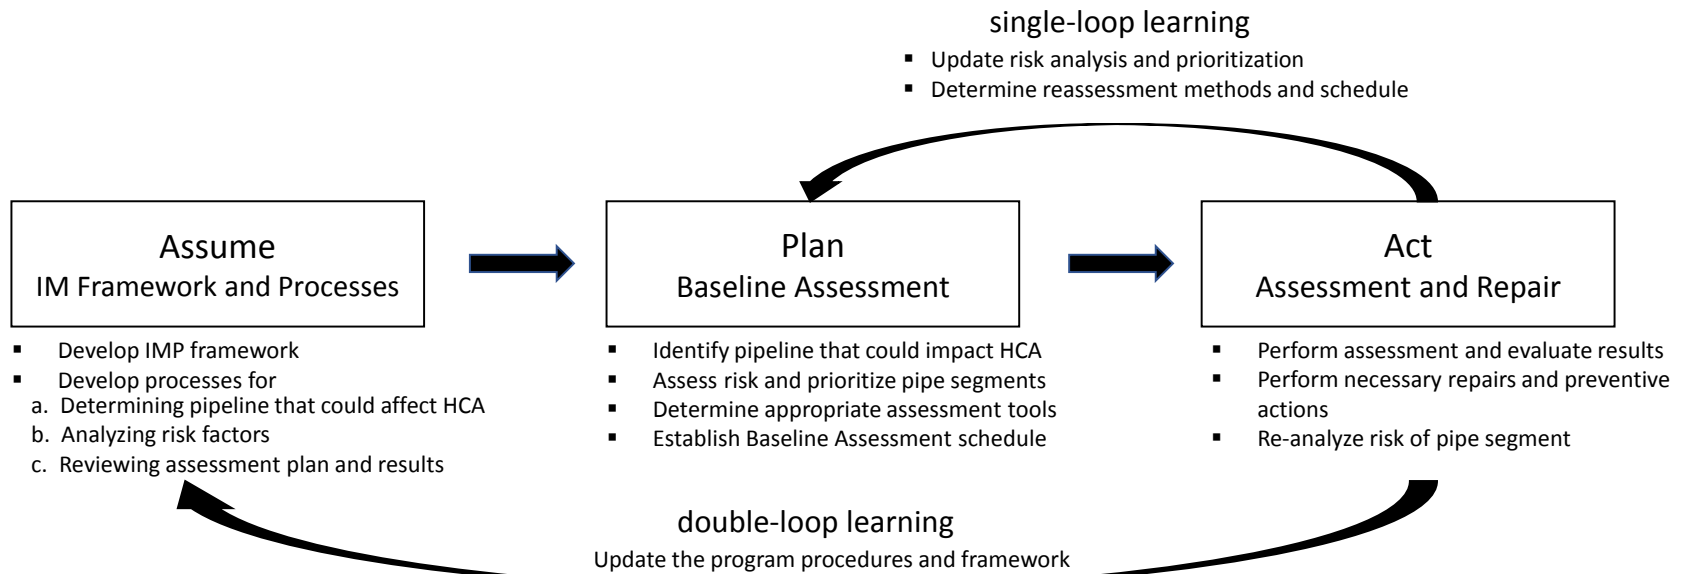 single-loop learning
▪ Update risk analysis and prioritization
▪ Determine reassessment methods and schedule
Assume
IM Framework and Processes
▪ Develop IMP framework
▪ Develop processes for
a. Determining pipeline that could affect HCA
b. Analyzing risk factors
c. Reviewing assessment plan and results
Plan
Baseline Assessment
▪ Identify pipeline that could impact HCA
▪ Assess risk and prioritize pipe segments
▪ Determine appropriate assessment tools
▪ Establish Baseline Assessment schedule
Act
Assessment and Repair
▪ Perform assessment and evaluate results
▪ Perform necessary repairs and preventive
actions
▪ Re-analyze risk of pipe segment
double-loop learning
Update the program procedures and framework